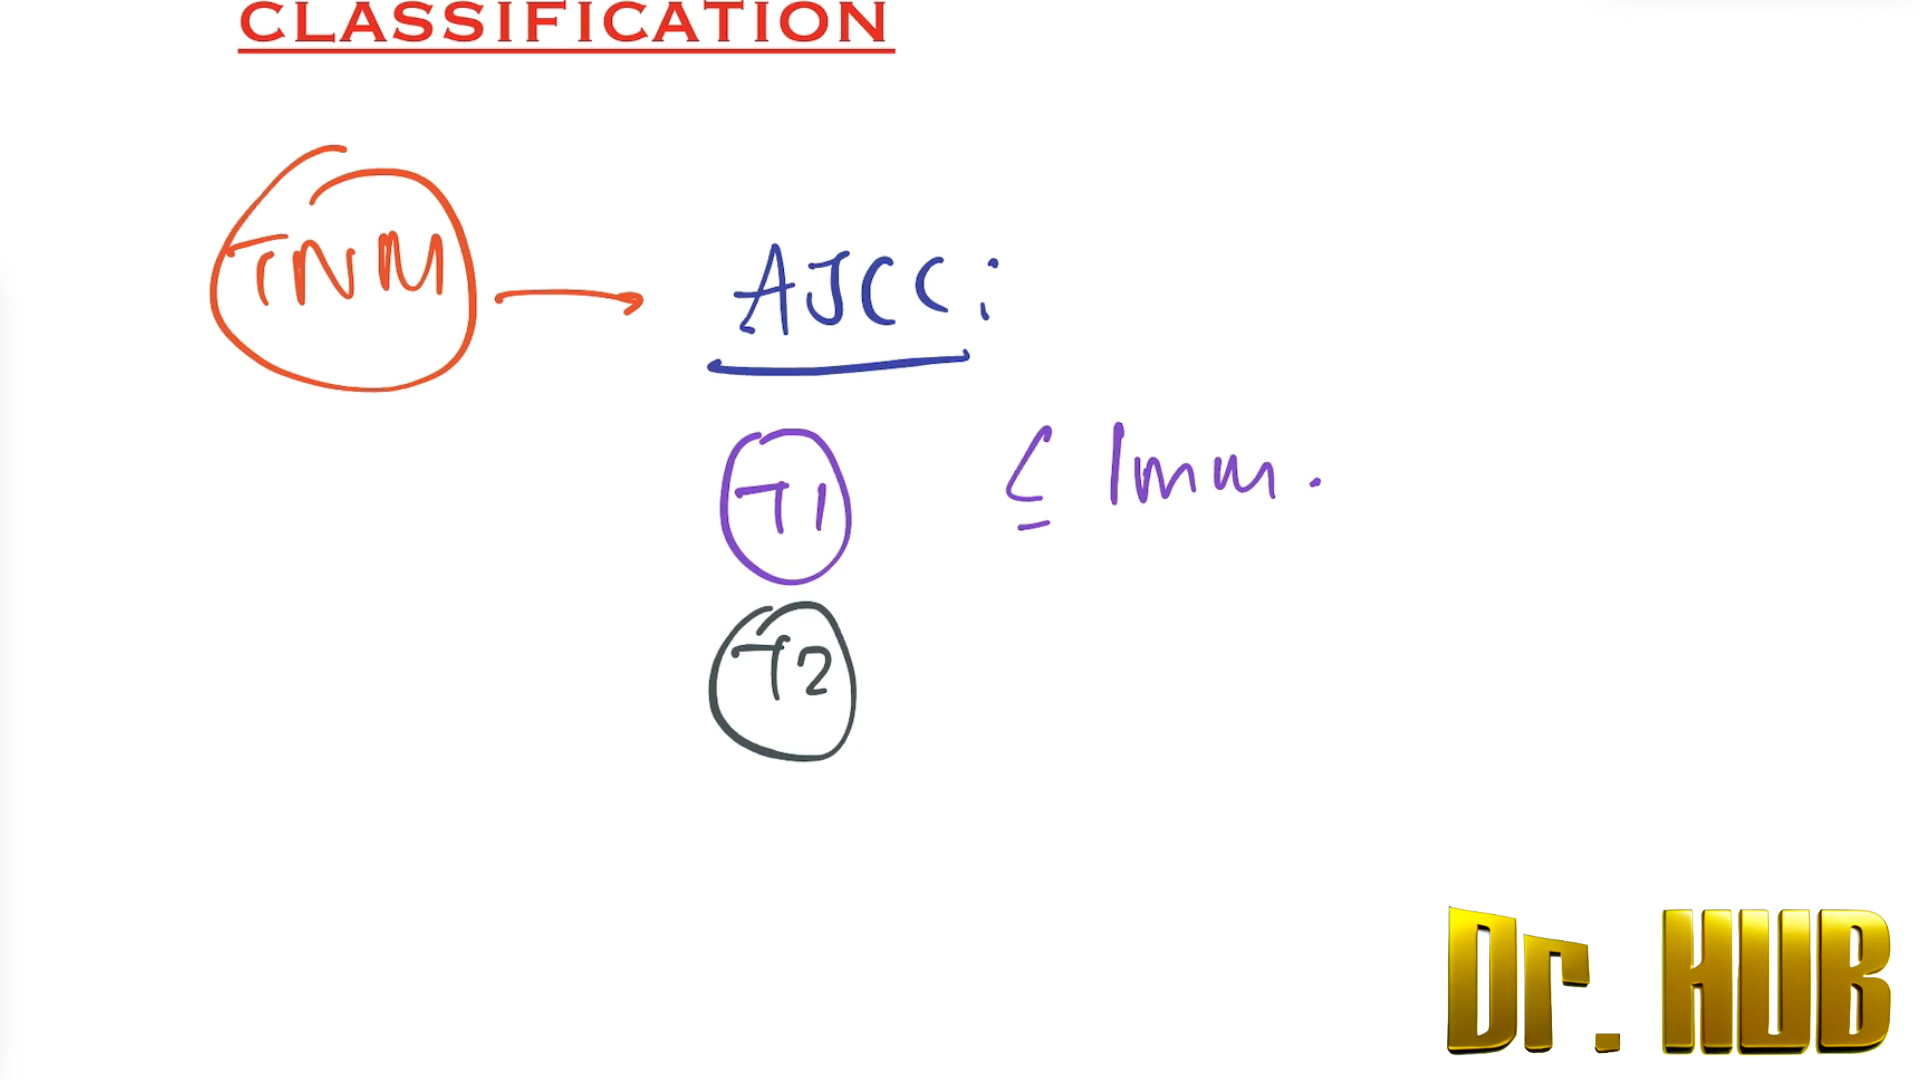 CLASSIFICATION
TNM → AJCC:
T1 ≤ 1mm.
T2
Dr. HUB